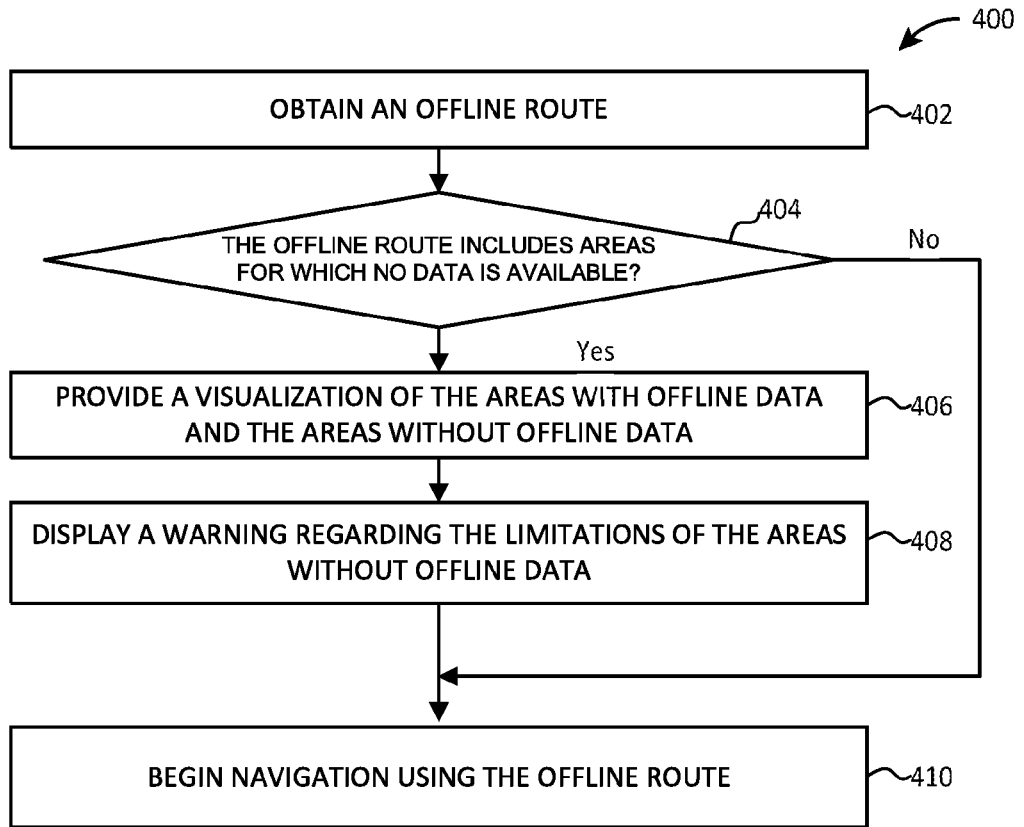 400
OBTAIN AN OFFLINE ROUTE
402
404
THE OFFLINE ROUTE INCLUDES AREAS
FOR WHICH NO DATA IS AVAILABLE?
No
Yes
PROVIDE A VISUALIZATION OF THE AREAS WITH OFFLINE DATA
AND THE AREAS WITHOUT OFFLINE DATA
406
DISPLAY A WARNING REGARDING THE LIMITATIONS OF THE AREAS
WITHOUT OFFLINE DATA
408
BEGIN NAVIGATION USING THE OFFLINE ROUTE
410